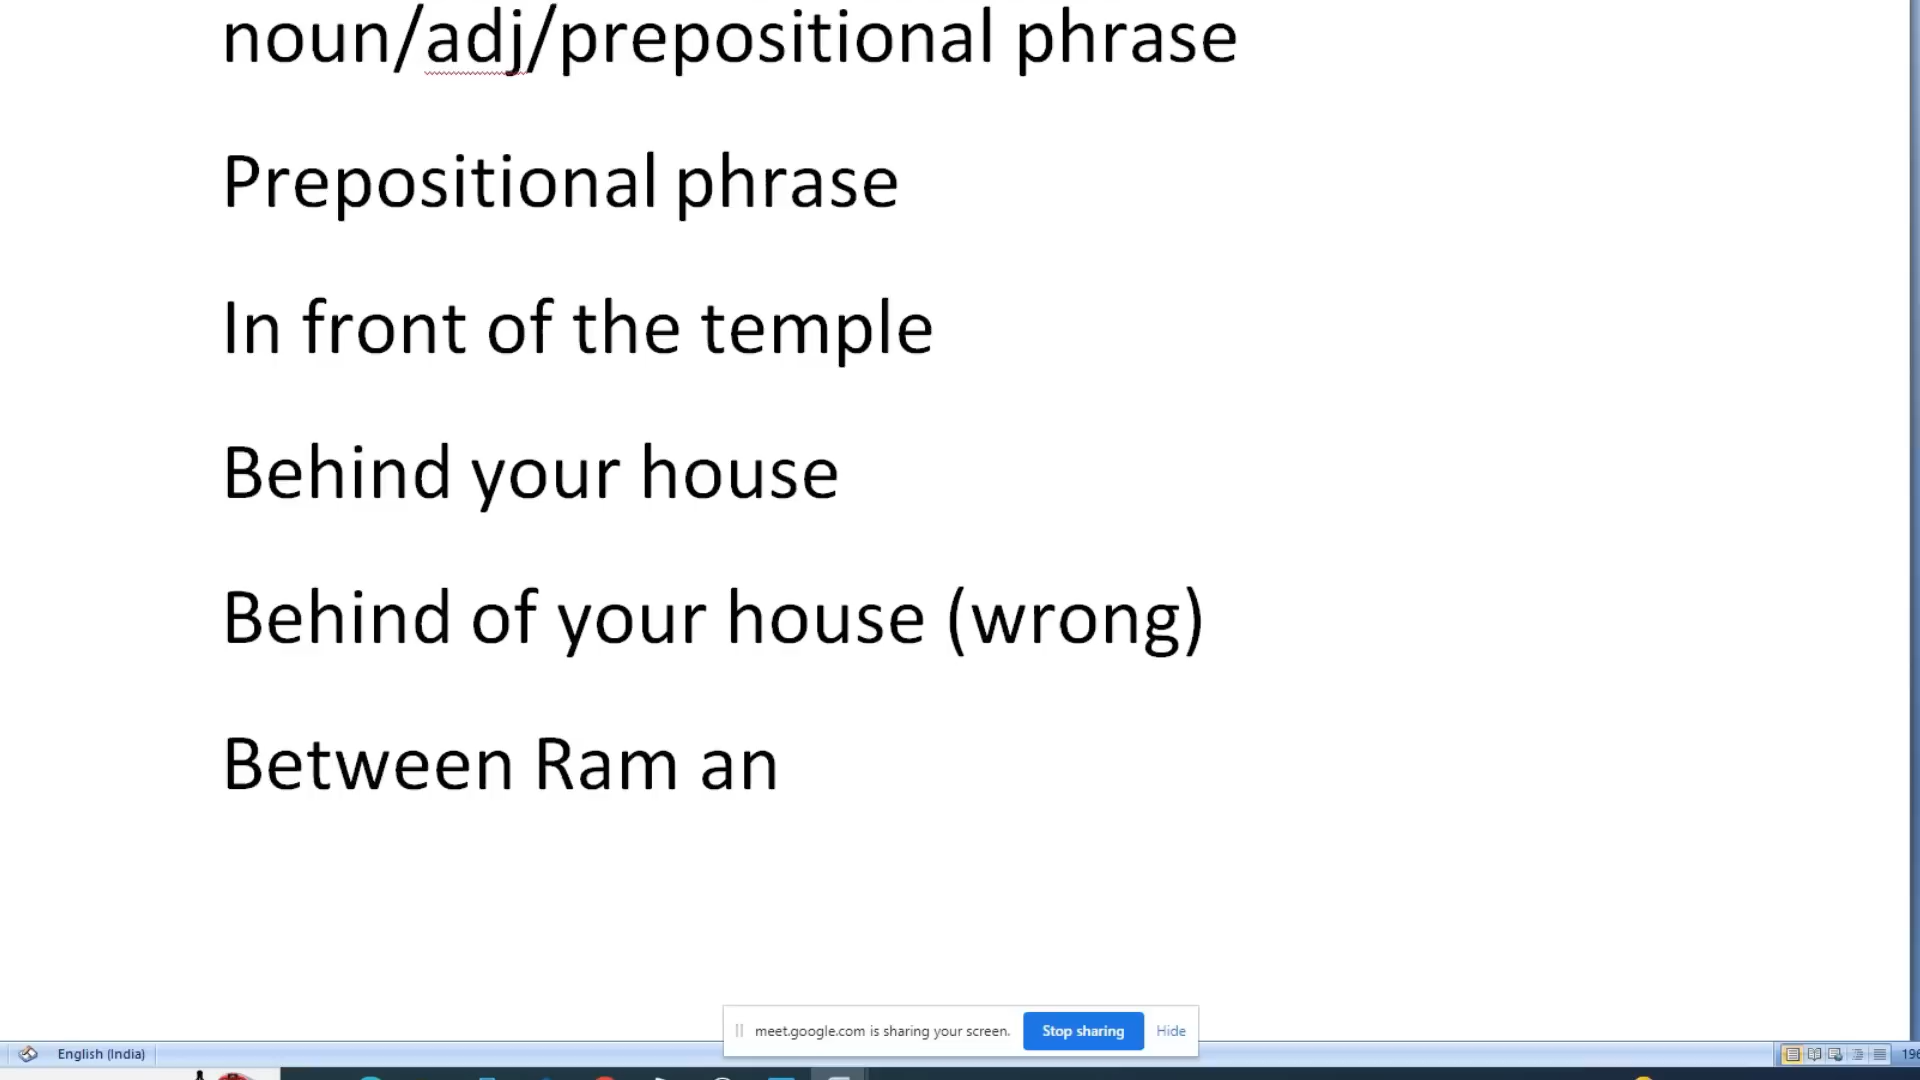 noun/adj/prepositional phrase
Prepositional phrase
In front of the temple
Behind your house
Behind of your house (wrong)
Between Ram an
meet.google.com is sharing your screen. Stop sharing Hide
English (India)
196